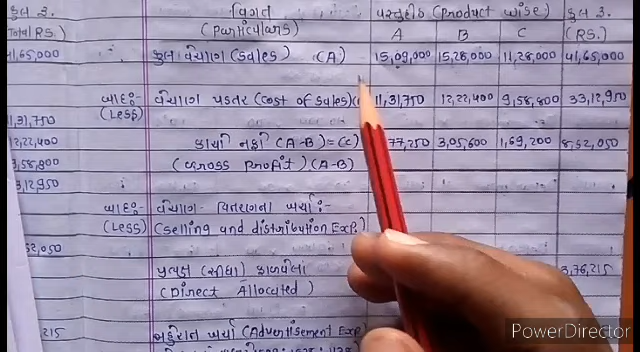 કુલ રૂ. વિગત વસ્તુદીઠ (Product wise) કુલ રૂ.
Total RS.) (Particulars) A B C (RS.)
41,65,000 કુલ વેચાણ (Sales) (A) 15,09,000 15,28,000 11,28,000 41,65,000
બાદ:- વેચાણ પડતર (Cost of Sales) 11,31,750 12,22,400 9,58,800 33,12,950
11,31,750 (Less)
12,22,400 કાચો નફો (A-B)=(C) 77,250 3,05,600 1,69,200 8,52,050
9,58,800 (Gross Profit) (A-B)
3,12,950
બાદ:- વેચાણ-વિતરણના ખર્ચા:-
52,050 (Less) (Selling and distribution Exp.)
પ્રત્યક્ષ (સીધા) ફાળવેલા 3,76,215
(Direct Allocated)
215 જાહેરાત ખર્ચા (Advertisement Exp)
PowerDirector